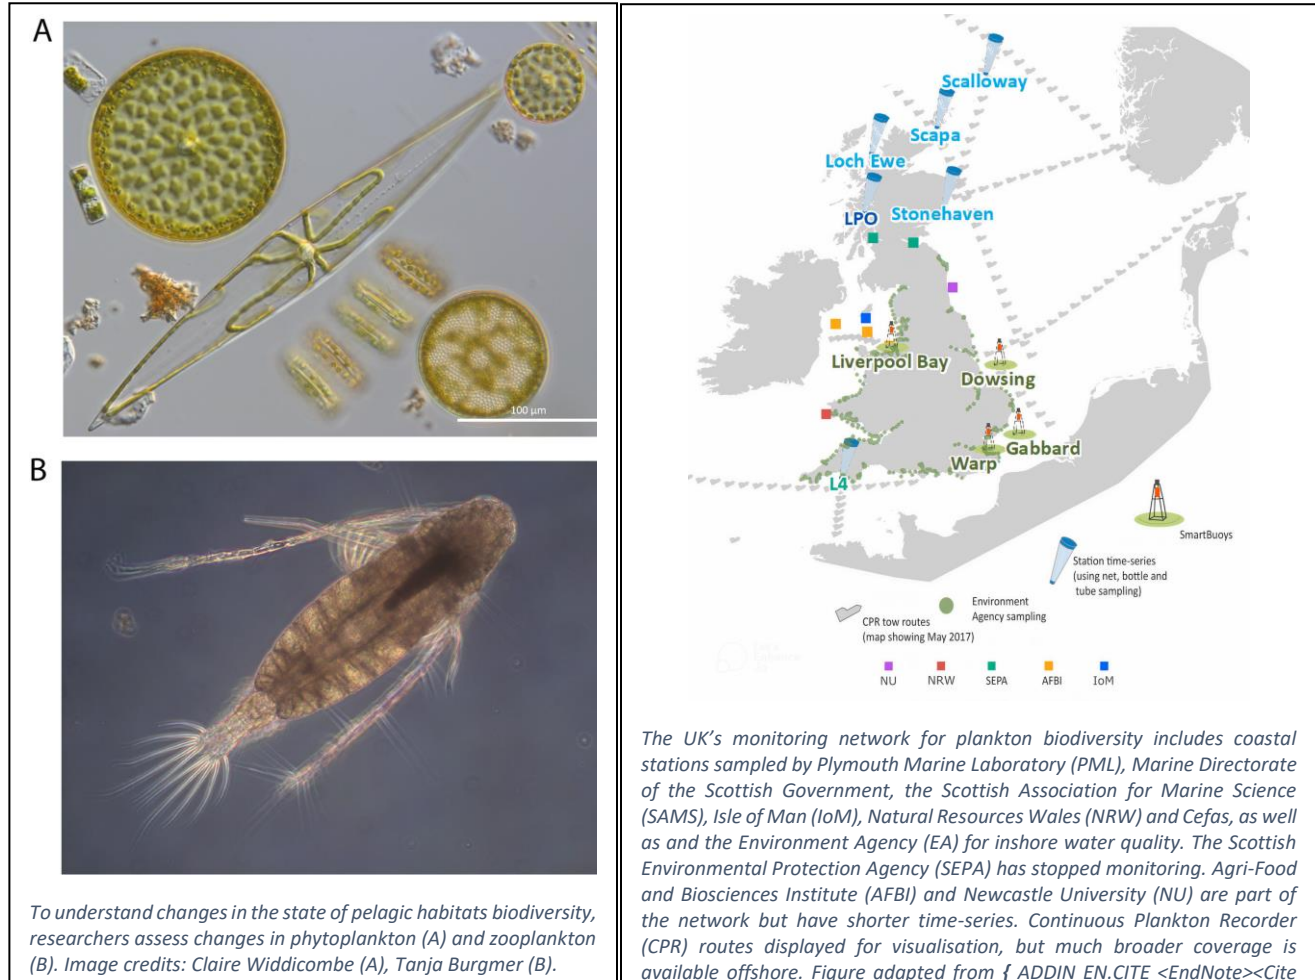 A
100 µm
B
To understand changes in the state of pelagic habitats biodiversity,
researchers assess changes in phytoplankton (A) and zooplankton
(B). Image credits: Claire Widdicombe (A), Tanja Burgmer (B).
Scalloway
Scapa
Loch Ewe
LPO
Stonehaven
Liverpool Bay
Dowsing
Gabbard
Warp
L4
SmartBuoys
Station time-series
(using net, bottle and
tube sampling)
Environment
Agency sampling
CPR tow routes
(map showing May 2017)
NU
NRW
SEPA
AFBI
IoM
The UK's monitoring network for plankton biodiversity includes coastal
stations sampled by Plymouth Marine Laboratory (PML), Marine Directorate
of the Scottish Government, the Scottish Association for Marine Science
(SAMS), Isle of Man (IoM), Natural Resources Wales (NRW) and Cefas, as well
as and the Environment Agency (EA) for inshore water quality. The Scottish
Environmental Protection Agency (SEPA) has stopped monitoring. Agri-Food
and Biosciences Institute (AFBI) and Newcastle University (NU) are part of
the network but have shorter time-series. Continuous Plankton Recorder
(CPR) routes displayed for visualisation, but much broader coverage is
available offshore. Figure adapted from { ADDIN EN.CITE <EndNote><Cite